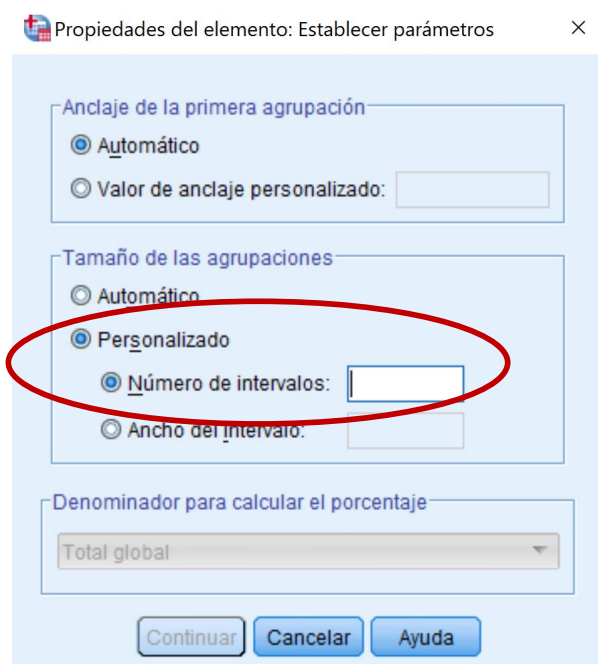 Propiedades del elemento: Establecer parámetros
Anclaje de la primera agrupación
Automático
Valor de anclaje personalizado:
Tamaño de las agrupaciones
Automático
Personalizado
Número de intervalos:
Ancho del intervalo:
Denominador para calcular el porcentaje
Total global
Continuar Cancelar Ayuda